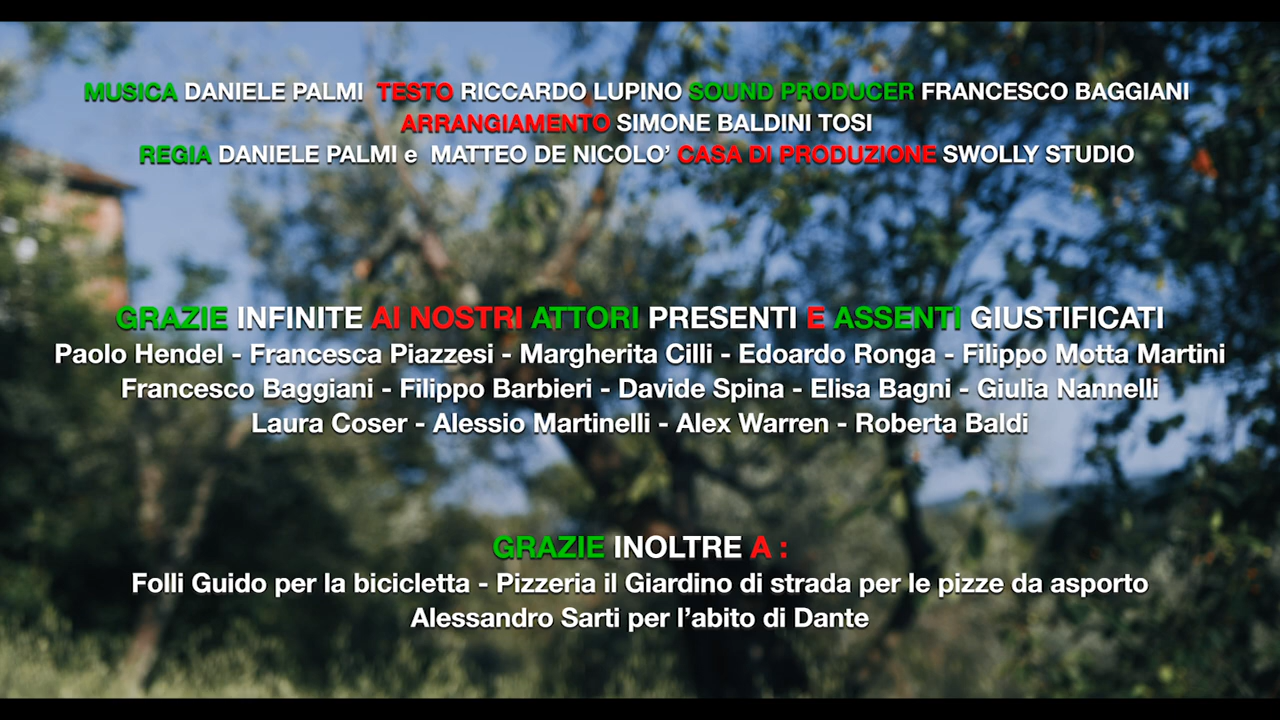 MUSICA DANIELE PALMI TESTO RICCARDO LUPINO SOUND PRODUCER FRANCESCO BAGGIANI
ARRANGIAMENTO SIMONE BALDINI TOSI
REGIA DANIELE PALMI e MATTEO DE NICOLO’ CASA DI PRODUZIONE SWOLLY STUDIO
GRAZIE INFINITE AI NOSTRI ATTORI PRESENTI E ASSENTI GIUSTIFICATI
Paolo Hendel - Francesca Piazzesi - Margherita Cilli - Edoardo Ronga - Filippo Motta Martini
Francesco Baggiani - Filippo Barbieri - Davide Spina - Elisa Bagni - Giulia Nannelli
Laura Coser - Alessio Martinelli - Alex Warren - Roberta Baldi
GRAZIE INOLTRE A :
Folli Guido per la bicicletta - Pizzeria il Giardino di strada per le pizze da asporto
Alessandro Sarti per l’abito di Dante